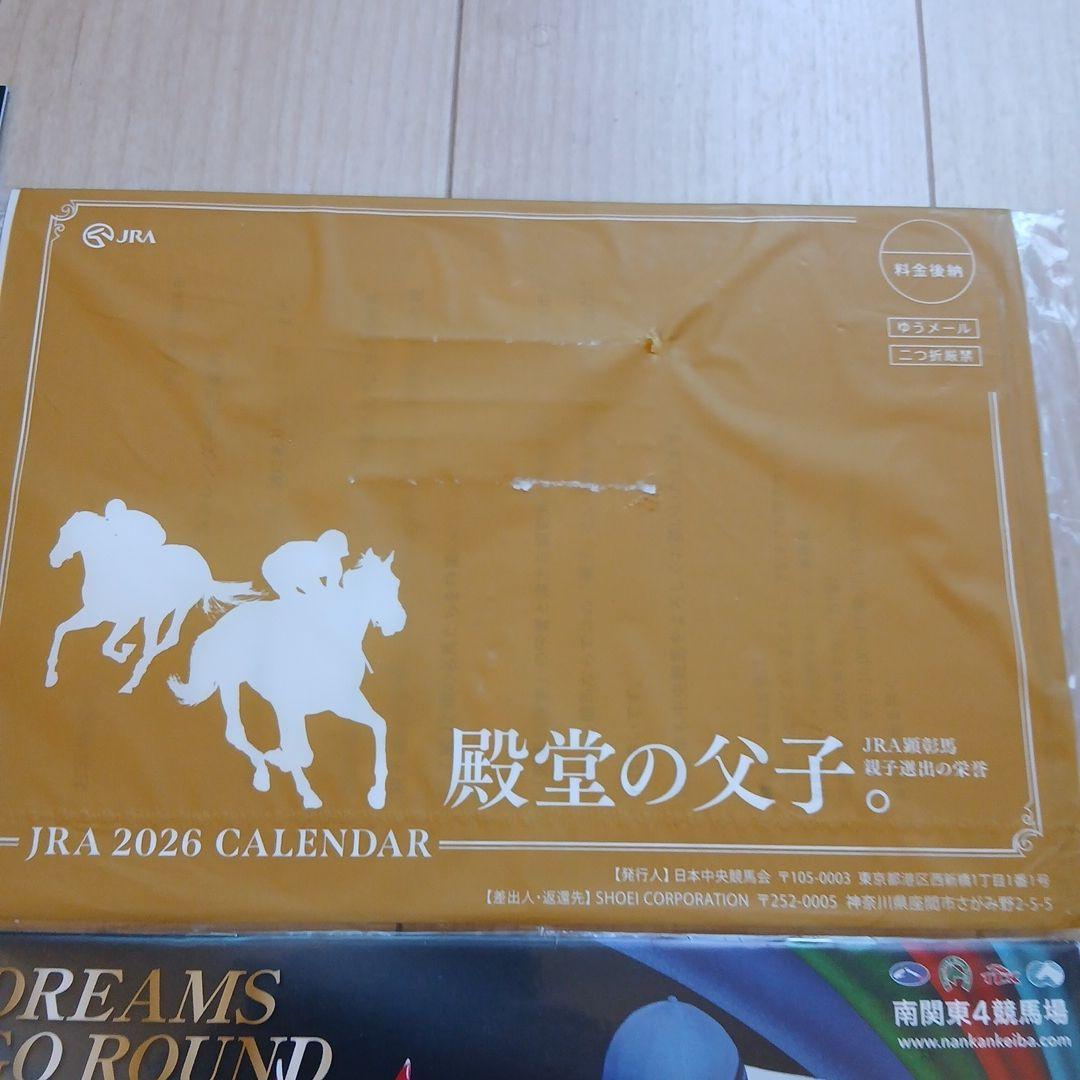 JRA
料金後納
ゆうメール
二つ折厳禁
殿堂の父子。
JRA顕彰馬
親子選出の栄誉
JRA 2026 CALENDAR
【発行人】日本中央競馬会 〒105-0003 東京都港区西新橋1丁目1番1号
【差出人・返還先】SHOEI CORPORATION 〒252-0005 神奈川県座間市さがみ野2-5-5
DREAMS
GO ROUND
南関東4競馬場
www.nankankeiba.com